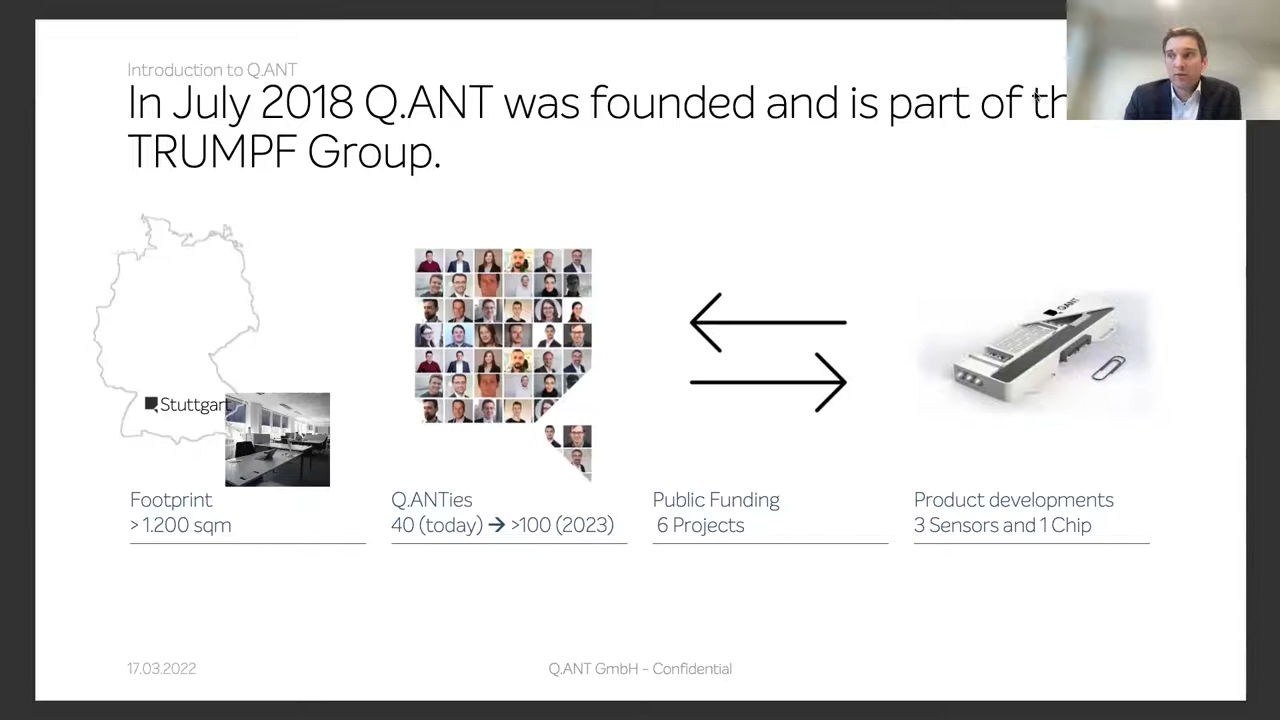 Introduction to Q.ANT
In July 2018 Q.ANT was founded and is part of th
TRUMPF Group.
Q.ANT
Stuttgart
Footprint
> 1.200 sqm
Q.ANTies
40 (today) → >100 (2023)
Public Funding
6 Projects
Product developments
3 Sensors and 1 Chip
17.03.2022
Q.ANT GmbH – Confidential